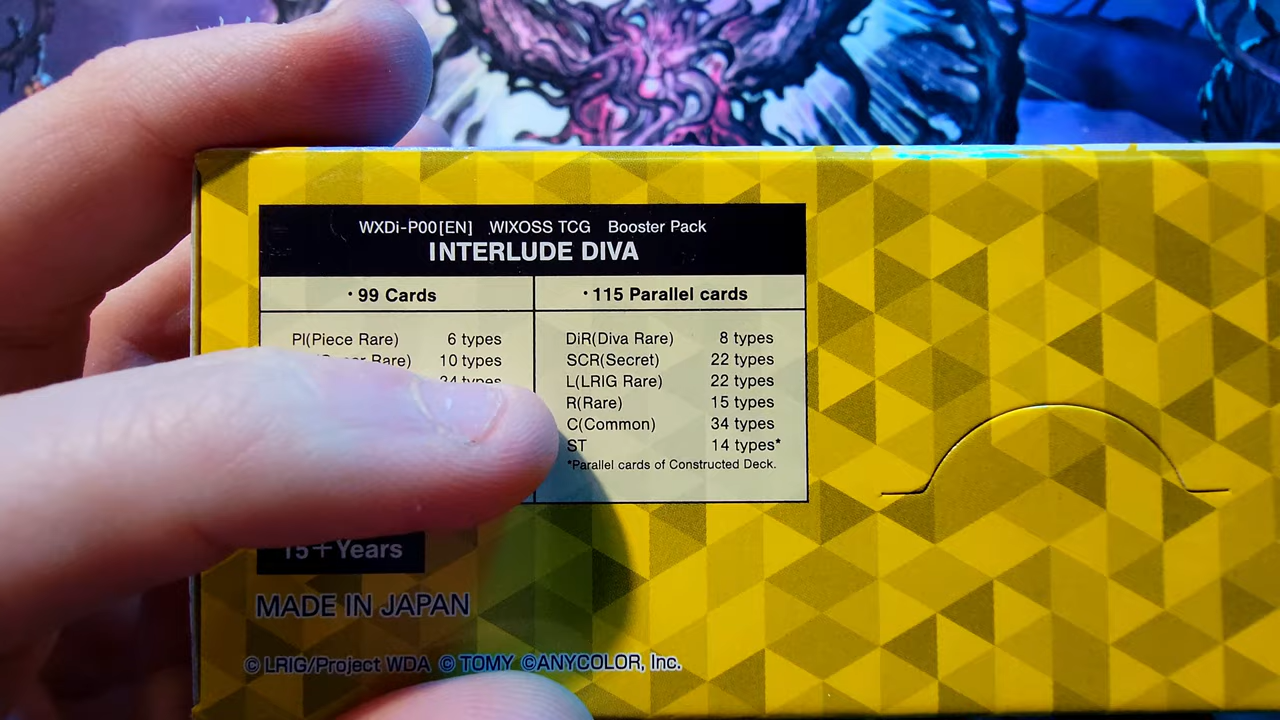 WXDi-P00[EN] WIXOSS TCG Booster Pack
INTERLUDE DIVA
・99 Cards
・115 Parallel cards
PI(Piece Rare) 6 types
Rare) 10 types
types
DiR(Diva Rare) 8 types
SCR(Secret) 22 types
L(LRIG Rare) 22 types
R(Rare) 15 types
C(Common) 34 types
ST 14 types*
*Parallel cards of Constructed Deck.
15+Years
MADE IN JAPAN
© LRIG/Project WDA © TOMY ©ANYCOLOR, Inc.